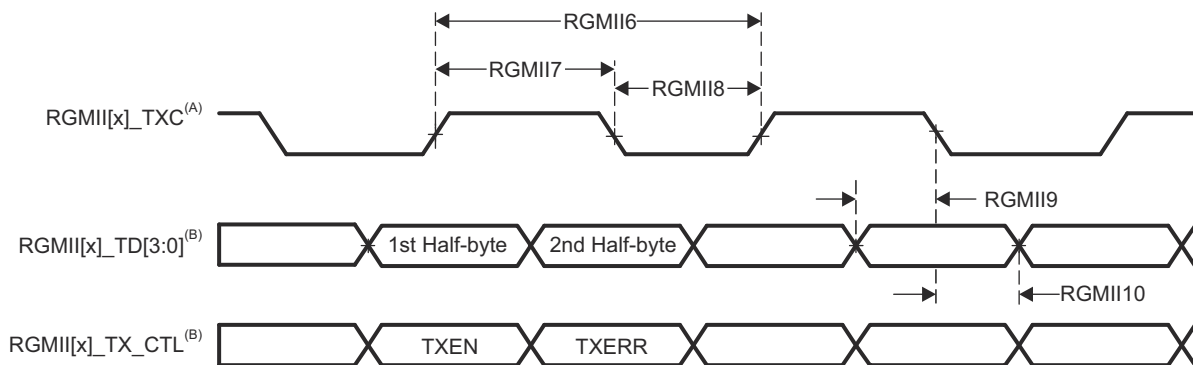 RGMII6
RGMII7
RGMII8
RGMII[x]_TXC(A)
RGMII9
RGMII[x]_TD[3:0](B)
1st Half-byte
2nd Half-byte
RGMII10
RGMII[x]_TX_CTL(B)
TXEN
TXERR